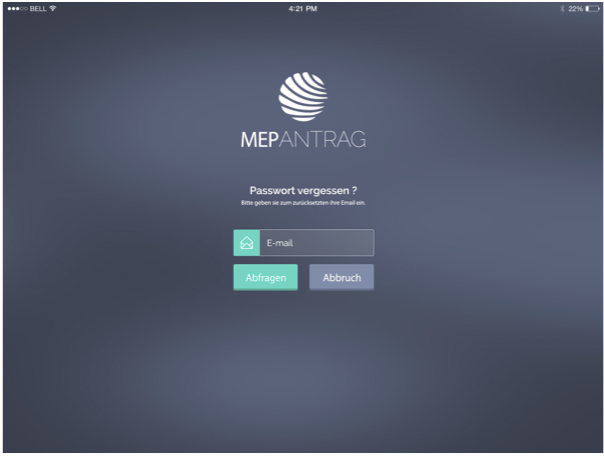 BELL
4:21 PM
22%
MEPANTRAG
Passwort vergessen ?
Bitte geben sie zum zurücksetzten ihre Email ein.
E-mail
Abfragen
Abbruch